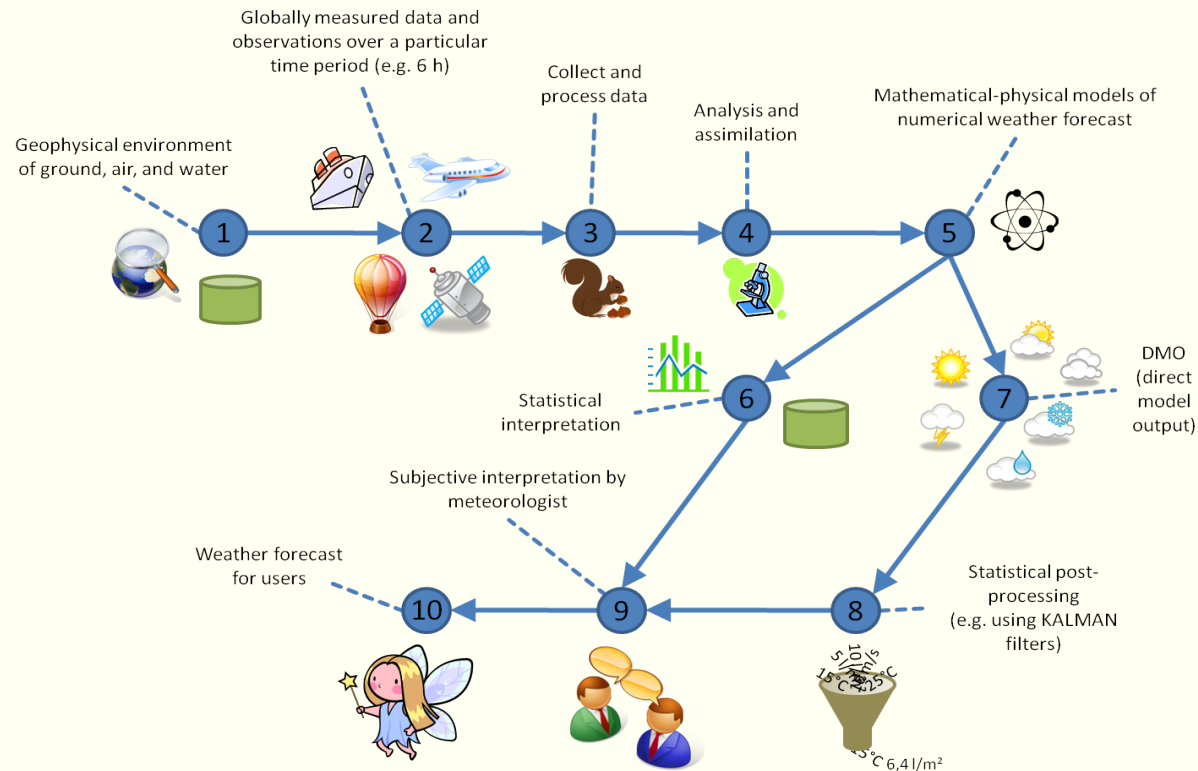 Globally measured data and
observations over a particular
time period (e.g. 6 h)
Collect and
process data
Analysis and
assimilation
Mathematical-physical models of
numerical weather forecast
Geophysical environment
of ground, air, and water
1
2
3
4
5
6
7
DMO
(direct
model
output)
Statistical
interpretation
Subjective interpretation by
meteorologist
Weather forecast
for users
10
9
8
Statistical post-
processing
(e.g. using KALMAN
filters)
15°C
25°C
15°C 6,4 l/m²